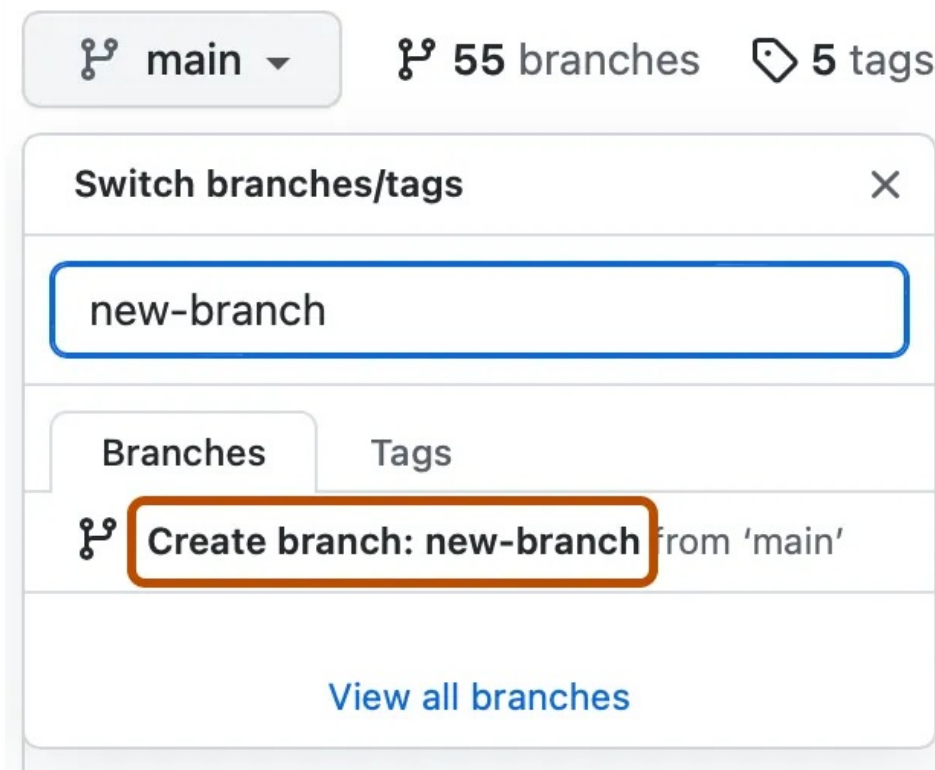 main 55 branches 5 tags
Switch branches/tags
new-branch
Branches Tags
Create branch: new-branch from ‘main’
View all branches